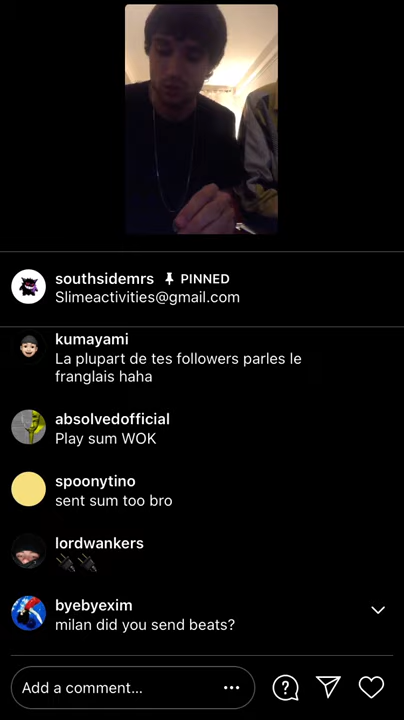 southsidemrs PINNED
Slimeactivities@gmail.com
kumayami
La plupart de tes followers parles le
franglais haha
absolvedofficial
Play sum WOK
spoonytino
sent sum too bro
lordwankers
byebyexim
milan did you send beats?
Add a comment...